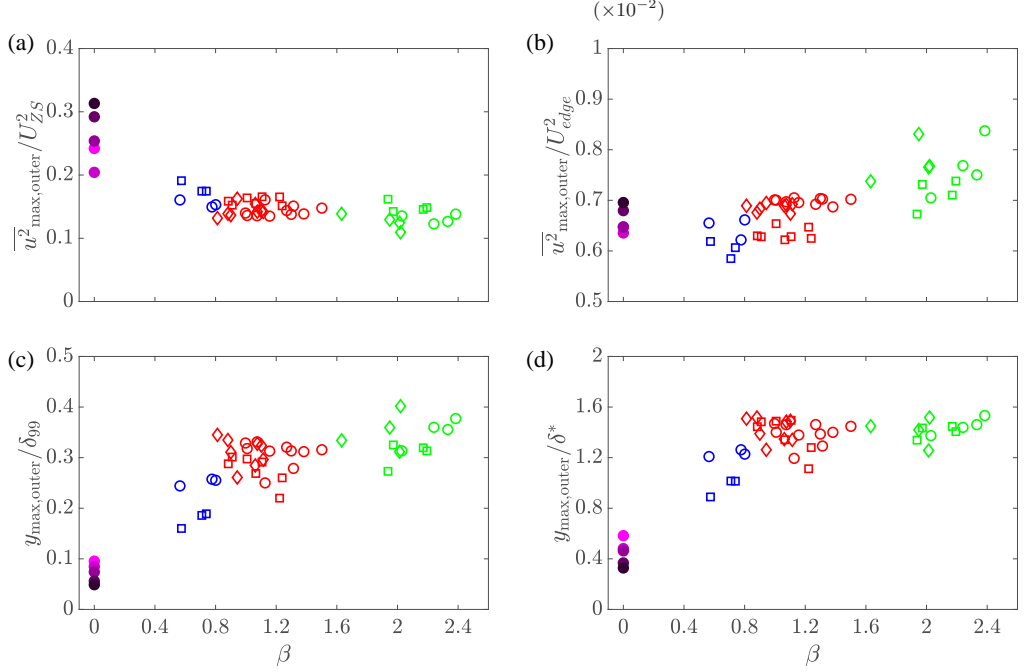 (×10⁻²)
(a)
0.4
0.3
0.2
0.1
0
u²max,outer/U²ZS
(b)
1
0.9
0.8
0.7
0.6
0.5
u²max,outer/U²edge
(c)
0.5
0.4
0.3
0.2
0.1
0
ymax,outer/δ99
0 0.4 0.8 1.2 1.6 2 2.4
β
(d)
2
1.6
1.2
0.8
0.4
0
ymax,outer/δ*
0 0.4 0.8 1.2 1.6 2 2.4
β